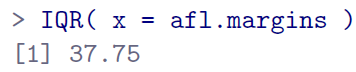 > IQR( x = afl.margins )
[1] 37.75